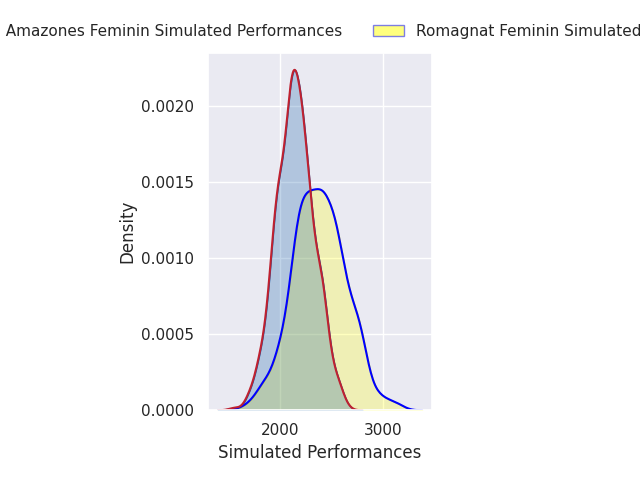 Amazones Feminin Simulated Performances Romagnat Feminin Simulated
0.0020
0.0015
0.0010
0.0005
0.0000
Density
2000 3000
Simulated Performances